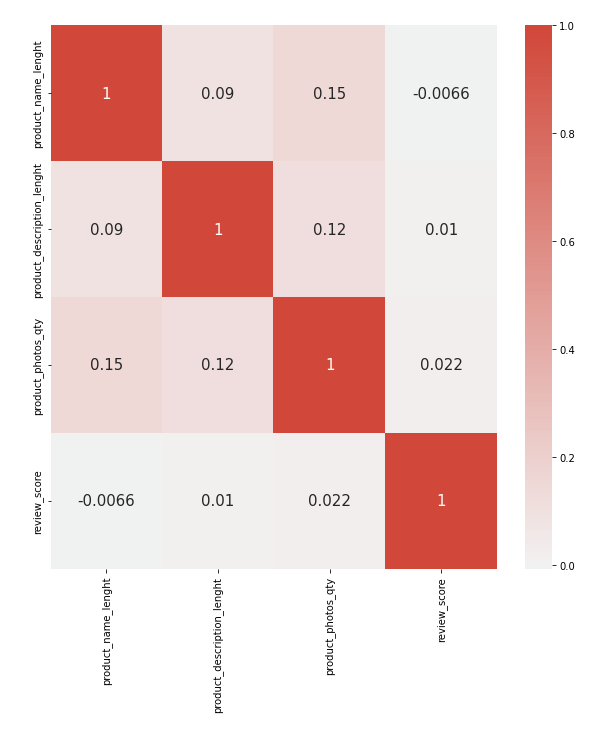 product_name_lenght
1
0.09
0.15
-0.0066
product_description_lenght
0.09
1
0.12
0.01
product_photos_qty
0.15
0.12
1
0.022
review_score
-0.0066
0.01
0.022
1
product_name_lenght
product_description_lenght
product_photos_qty
review_score
1.0
0.8
0.6
0.4
0.2
0.0